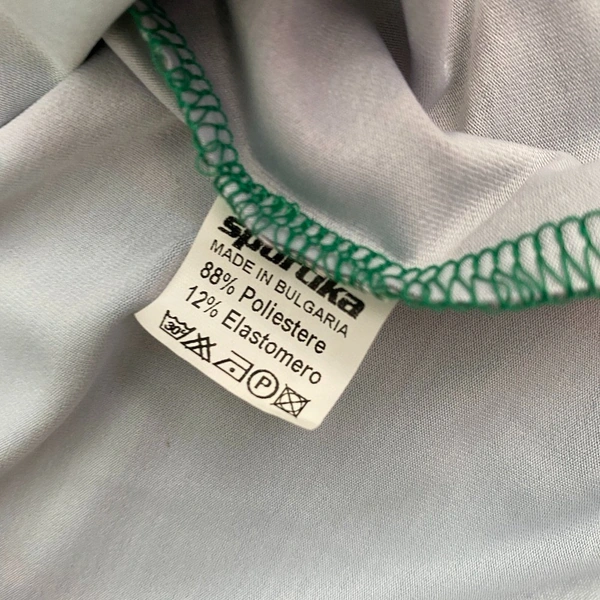 sportika
MADE IN BULGARIA
88% Poliestere
12% Elastomero
30° P